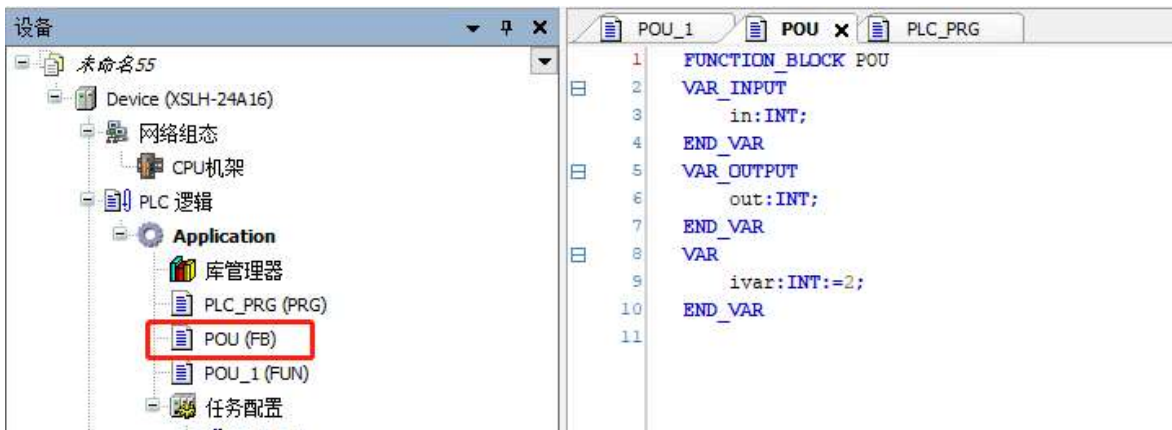 设备
未命名55
Device (XSLH-24A16)
网络组态
CPU机架
PLC 逻辑
Application
库管理器
PLC_PRG (PRG)
POU (FB)
POU_1 (FUN)
任务配置
POU_1 POU PLC_PRG
1 FUNCTION_BLOCK POU
2 VAR_INPUT
3 in:INT;
4 END_VAR
5 VAR_OUTPUT
6 out:INT;
7 END_VAR
8 VAR
9 ivar:INT:=2;
10 END_VAR
11